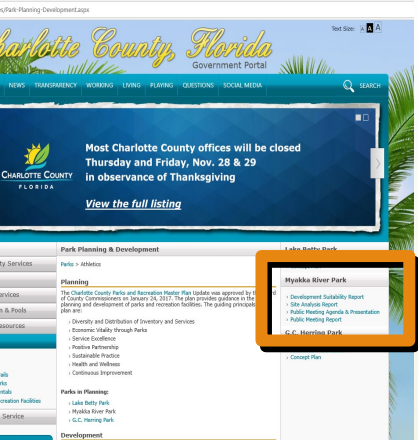 s/Park-Planning-Development.aspx
Charlotte County, Florida
Government Portal
Text Size: A A A
NEWS TRANSPARENCY WORKING LIVING PLAYING QUESTIONS SOCIAL MEDIA
SEARCH
CHARLOTTE COUNTY
FLORIDA
Most Charlotte County offices will be closed
Thursday and Friday, Nov. 28 & 29
in observance of Thanksgiving
View the full listing
ty Services
ervices
n & Pools
esources
ails
rks
ntals
creation Facilities
Service
Park Planning & Development
Parks > Athletics
Planning
The Charlotte County Parks and Recreation Master Plan Update was approved by the
of County Commissioners on January 24, 2017. The plan provides guidance in the
planning and development of parks and recreation facilities. The guiding principals
plan are:
› Diversity and Distribution of Inventory and Services
› Economic Vitality through Parks
› Service Excellence
› Positive Partnership
› Sustainable Practice
› Health and Wellness
› Continuous Improvement
Parks in Planning:
› Lake Betty Park
› Myakka River Park
› G.C. Herring Park
Development
Lake Betty Park
Myakka River Park
› Development Suitability Report
› Site Analysis Report
› Public Meeting Agenda & Presentation
› Public Meeting Report
G.C. Herring Park
› Concept Plan